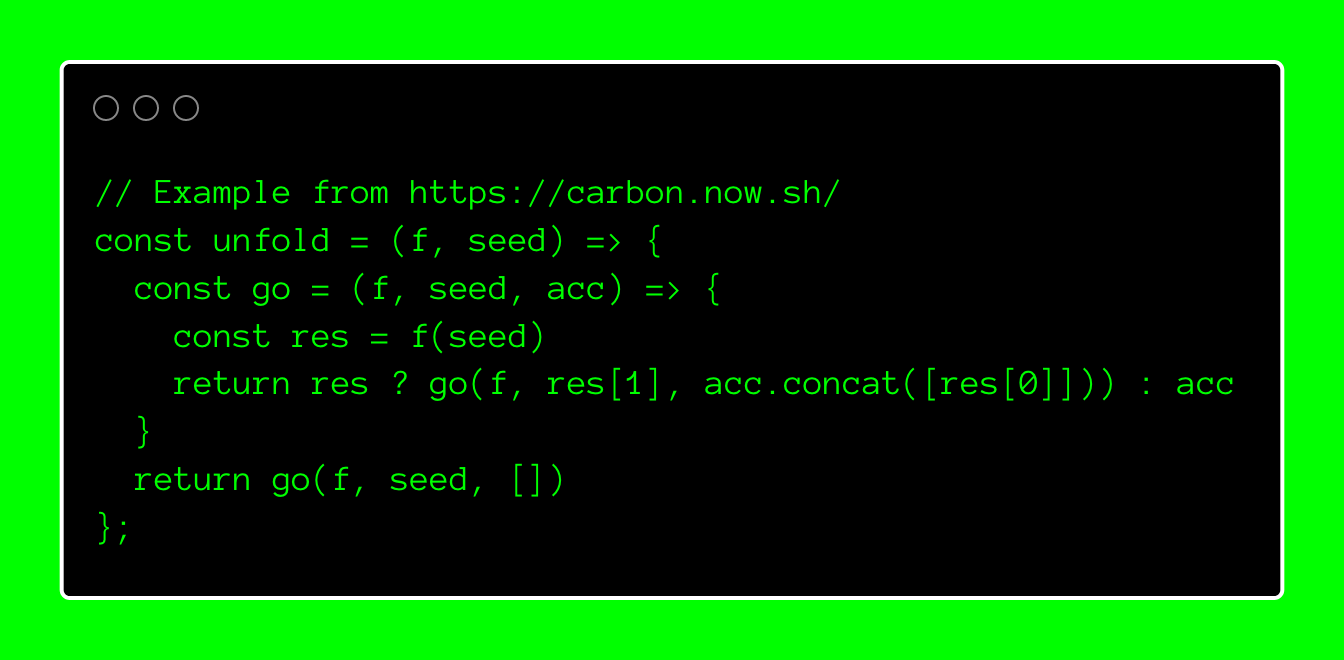 // Example from https://carbon.now.sh/
const unfold = (f, seed) => {
  const go = (f, seed, acc) => {
    const res = f(seed)
    return res ? go(f, res[1], acc.concat([res[0]])) : acc
  }
  return go(f, seed, [])
};